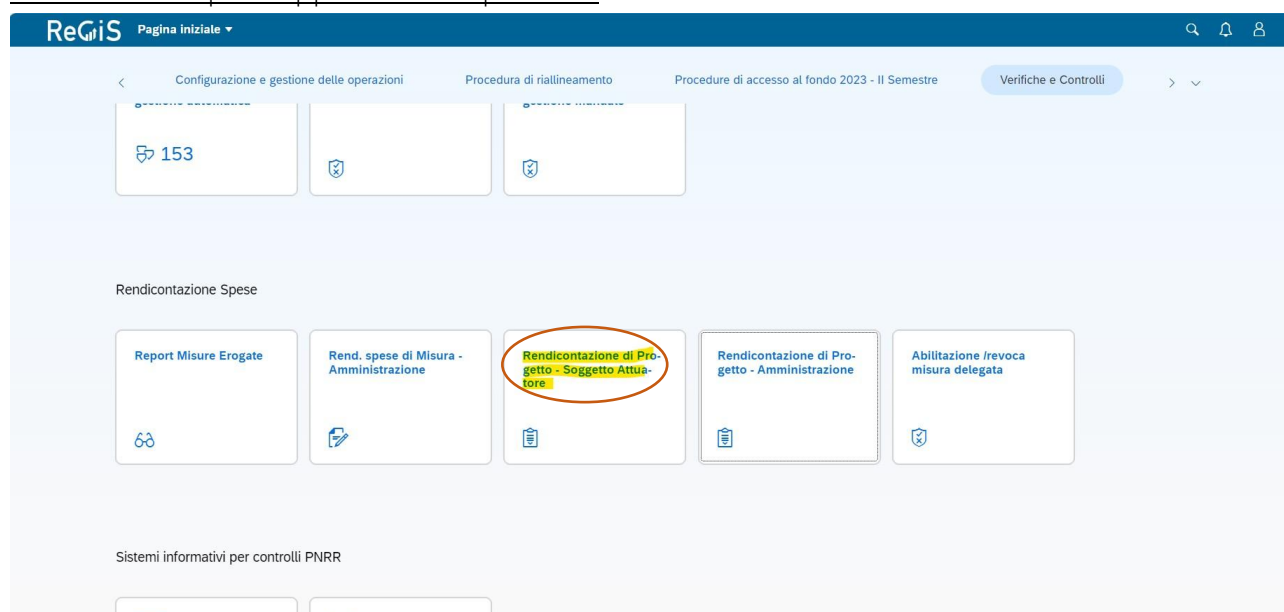 ReGiS Pagina iniziale
Configurazione e gestione delle operazioni Procedura di riallineamento Procedure di accesso al fondo 2023 - II Semestre Verifiche e Controlli
153
Rendicontazione Spese
Report Misure Erogate
Rend. spese di Misura -
Amministrazione
Rendicontazione di Pro-
getto - Soggetto Attua-
tore
Rendicontazione di Pro-
getto - Amministrazione
Abilitazione /revoca
misura delegata
Sistemi informativi per controlli PNRR